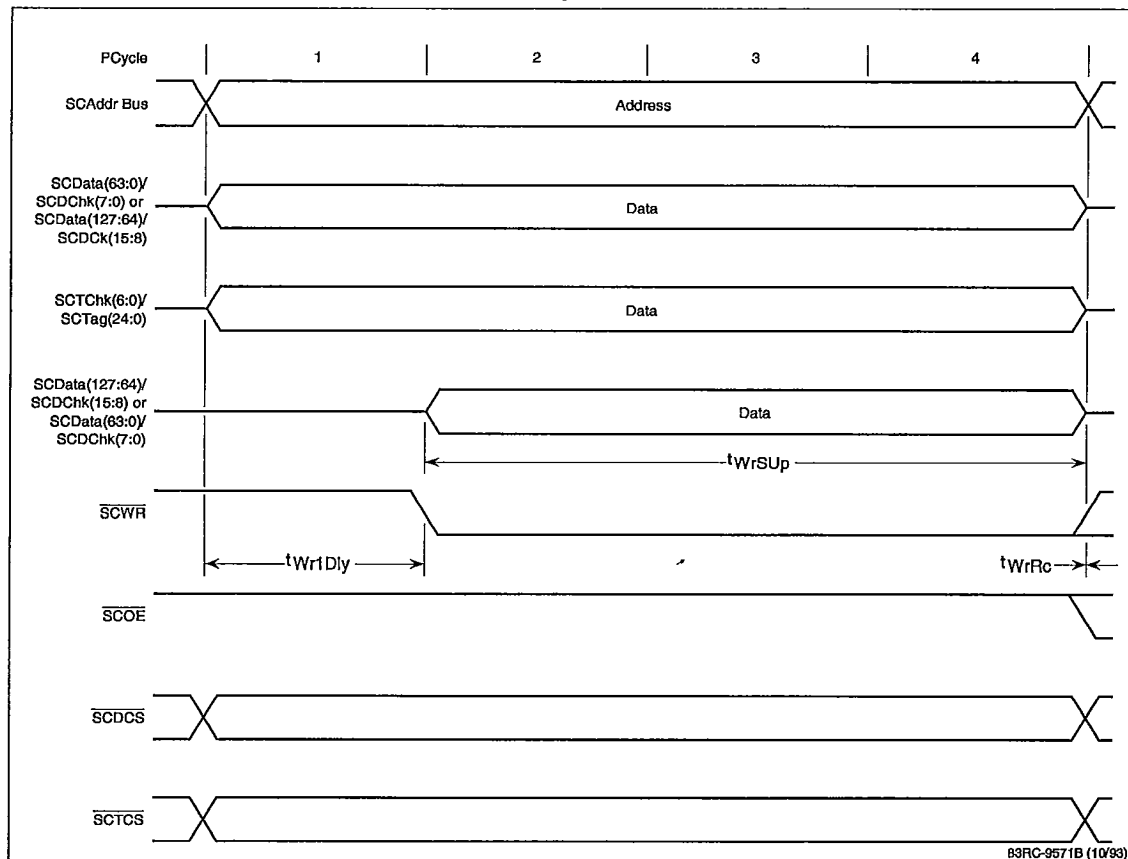 PCycle 1 2 3 4
SCAddr Bus Address
SCData(63:0)/
SCDChk(7:0) or
SCData(127:64)/
SCDCk(15:8)
Data
SCTChk(6:0)/
SCTag(24:0)
Data
SCData(127:64)/
SCDChk(15:8) or
SCData(63:0)/
SCDChk(7:0)
Data
tWrSUp
SCWR
tWr1Dly
tWrRc
SCOE
SCDCS
SCTCS
83RC-9571B (10/93)